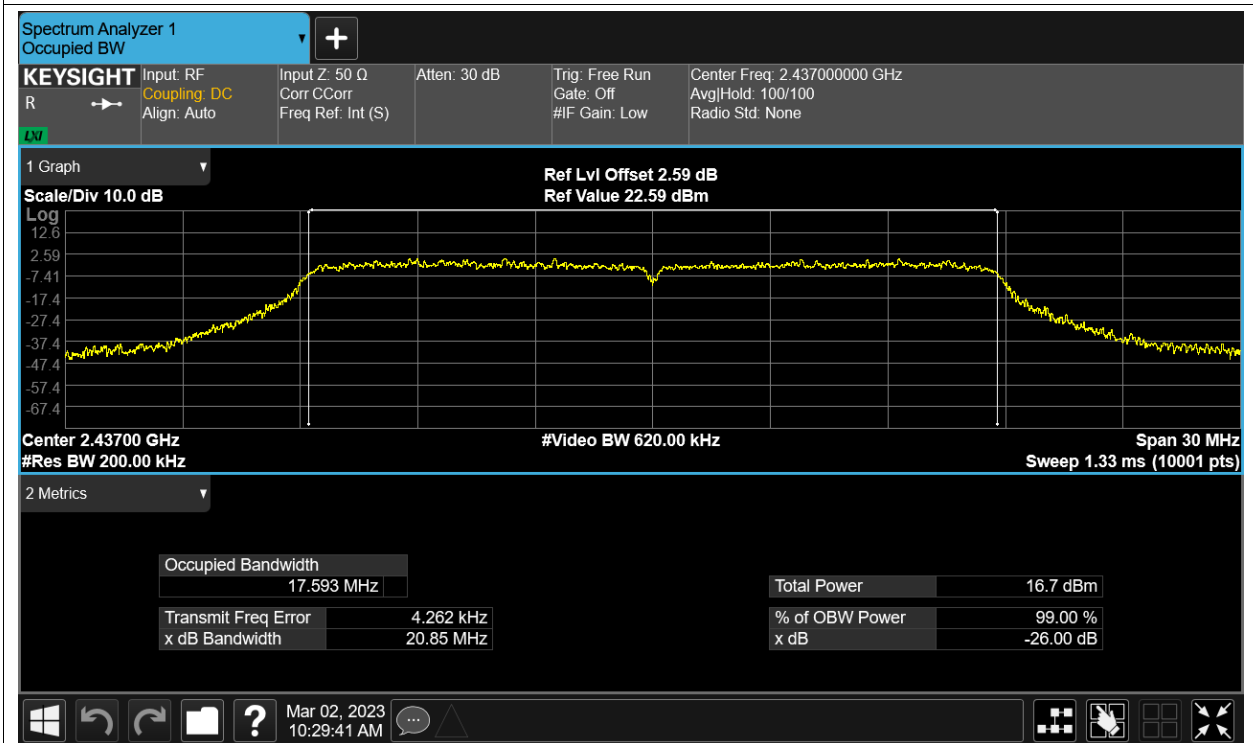 Spectrum Analyzer 1
Occupied BW
KEYSIGHT
R
LXI
Input: RF
Coupling: DC
Align: Auto
Input Z: 50 Ω
Corr CCorr
Freq Ref: Int (S)
Atten: 30 dB
Trig: Free Run
Gate: Off
#IF Gain: Low
Center Freq: 2.437000000 GHz
Avg|Hold: 100/100
Radio Std: None
1 Graph
Scale/Div 10.0 dB
Ref Lvl Offset 2.59 dB
Ref Value 22.59 dBm
Log
12.6
2.59
-7.41
-17.4
-27.4
-37.4
-47.4
-57.4
-67.4
Center 2.43700 GHz
#Video BW 620.00 kHz
Span 30 MHz
#Res BW 200.00 kHz
Sweep 1.33 ms (10001 pts)
2 Metrics
Occupied Bandwidth
17.593 MHz
Total Power 16.7 dBm
Transmit Freq Error 4.262 kHz
% of OBW Power 99.00 %
x dB Bandwidth 20.85 MHz
x dB -26.00 dB
?
Mar 02, 2023
10:29:41 AM